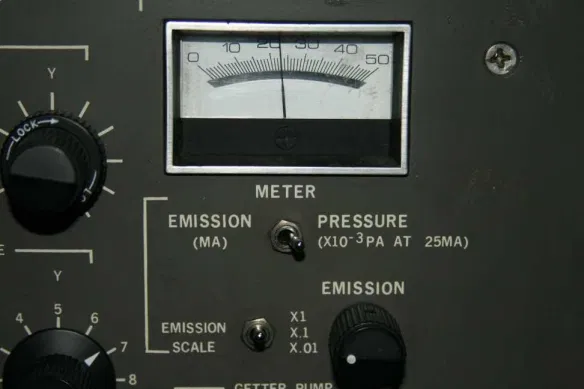 0 10 20 30 40 50
Y
LOCK
METER
EMISSION PRESSURE
(MA) (X10-3PA AT 25MA)
E
Y
EMISSION
4 5 6 7 8
EMISSION X1
SCALE X.1
X.01
GETTER PUMP